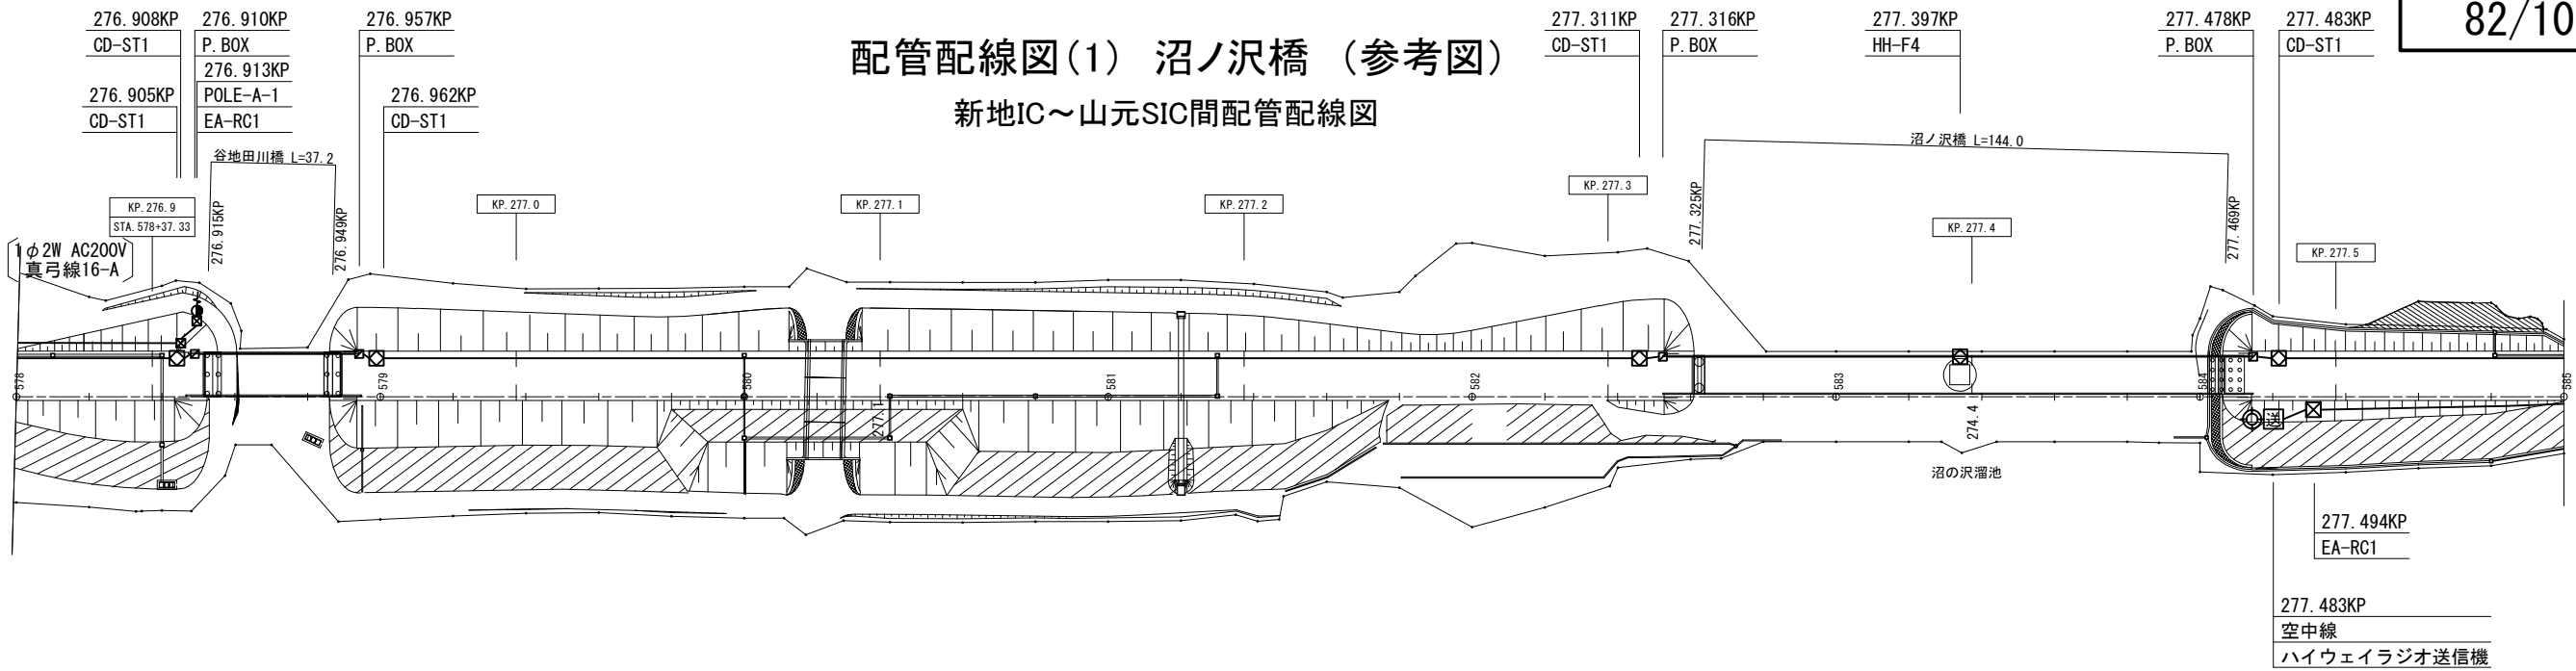 276.908KP
CD-ST1
276.910KP
P.BOX
276.913KP
POLE-A-1
EA-RC1
276.905KP
CD-ST1
276.957KP
P.BOX
276.962KP
CD-ST1
配管配線図(1) 沼ノ沢橋 (参考図)
新地IC～山元SIC間配管配線図
277.311KP
CD-ST1
277.316KP
P.BOX
277.397KP
HH-F4
277.478KP
P.BOX
277.483KP
CD-ST1
82/10
谷地田川橋 L=37.2
沼ノ沢橋 L=144.0
KP.276.9
STA.578+37.33
276.915KP
276.949KP
KP.277.0
KP.277.1
KP.277.2
KP.277.3
277.325KP
KP.277.4
277.469KP
KP.277.5
1φ2W AC200V
真弓線16-A
578
579
580
277.1
581
582
583
274.4
584
585
送
沼の沢溜池
277.494KP
EA-RC1
277.483KP
空中線
ハイウェイラジオ送信機